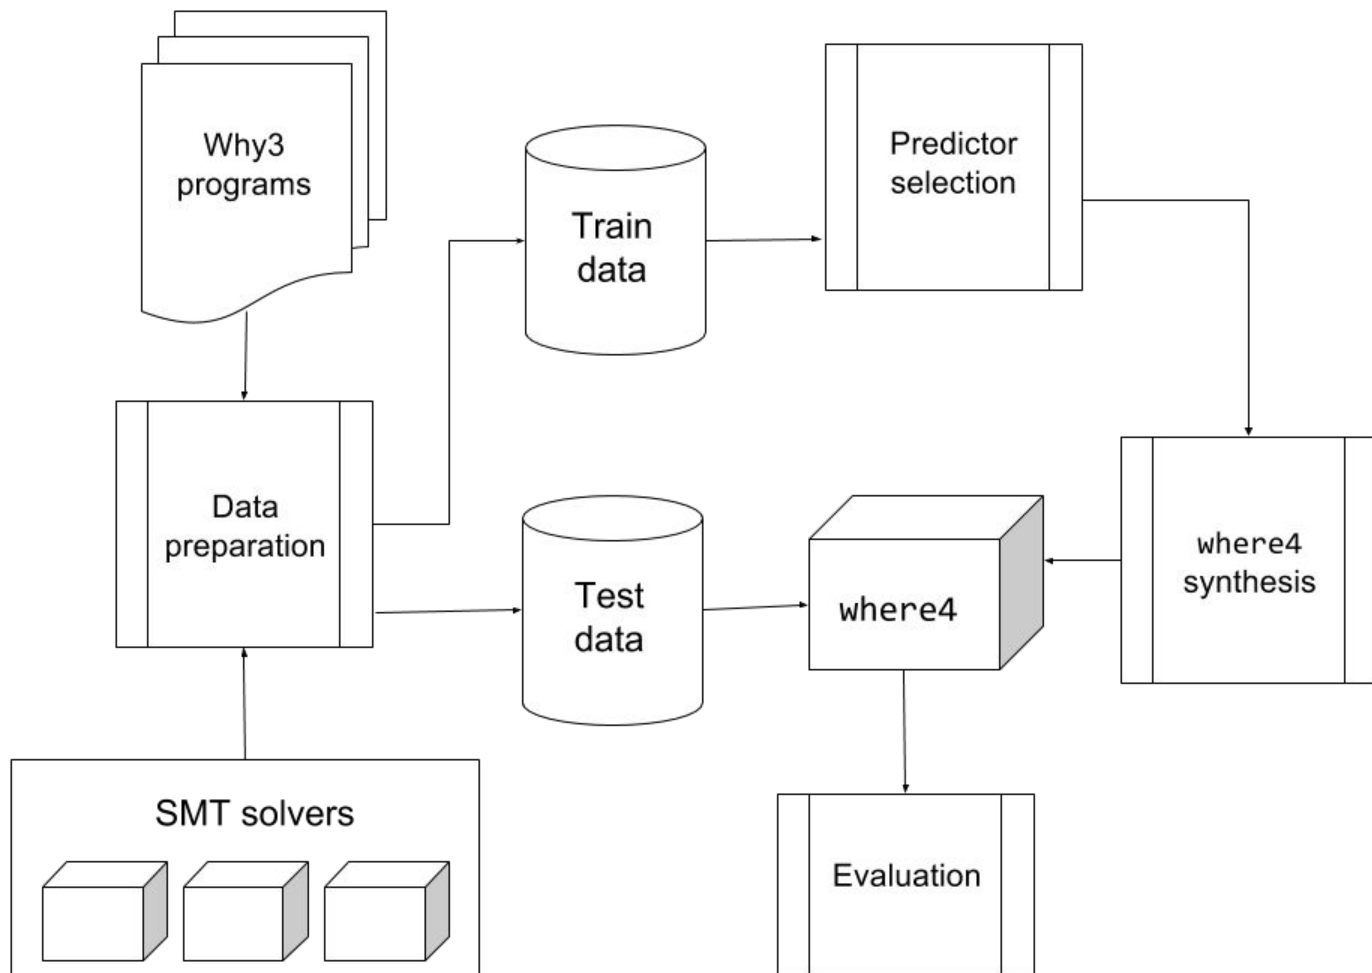 Why3
programs
Predictor
selection
Train
data
Data
preparation
where4
synthesis
Test
data
where4
SMT solvers
Evaluation